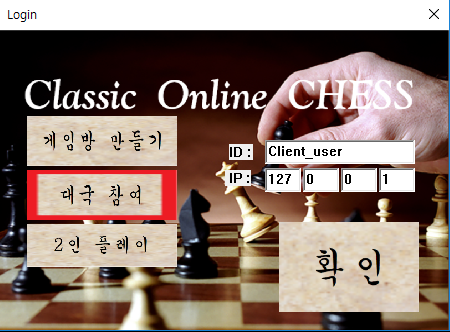 Login
Classic Online CHESS
게임방 만들기
대국 참여
2인 플레이
ID :
Client_user
IP :
127 0 0 1
확인